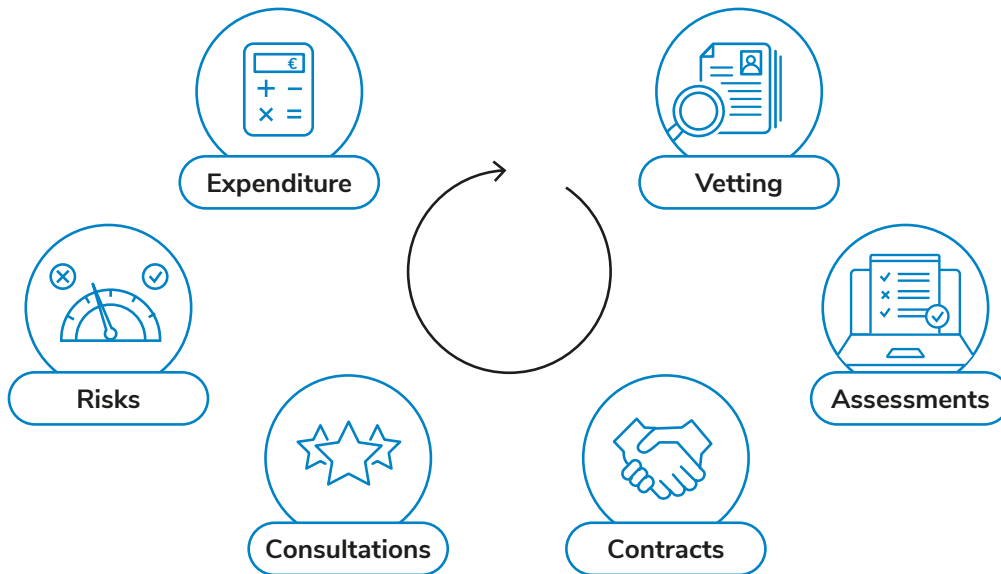 €
Expenditure
Vetting
Risks
Assessments
Consultations
Contracts